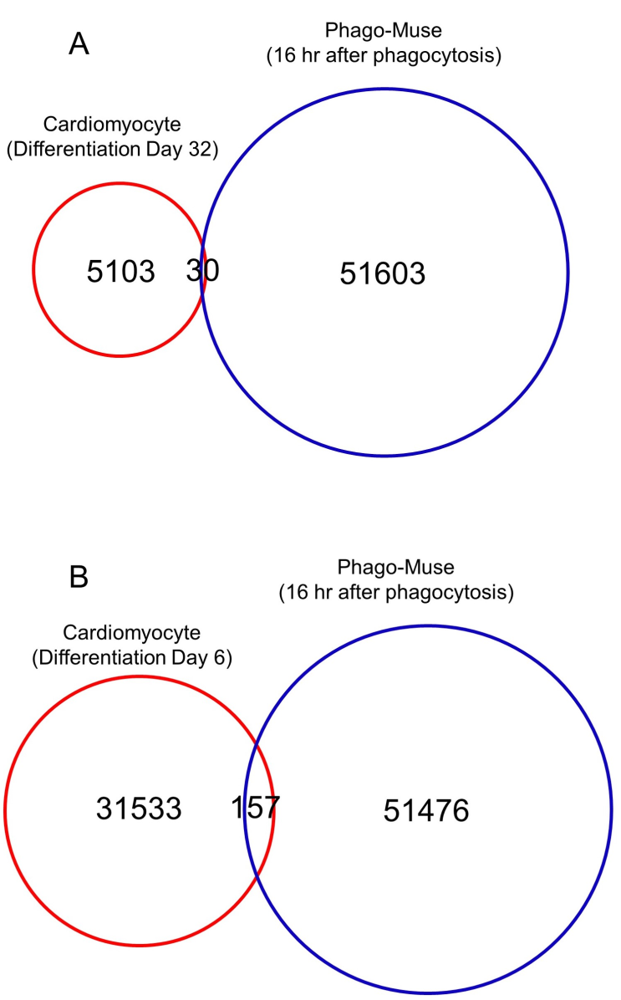 A
Phago-Muse
(16 hr after phagocytosis)
Cardiomyocyte
(Differentiation Day 32)
5103
30
51603
B
Phago-Muse
(16 hr after phagocytosis)
Cardiomyocyte
(Differentiation Day 6)
31533
157
51476